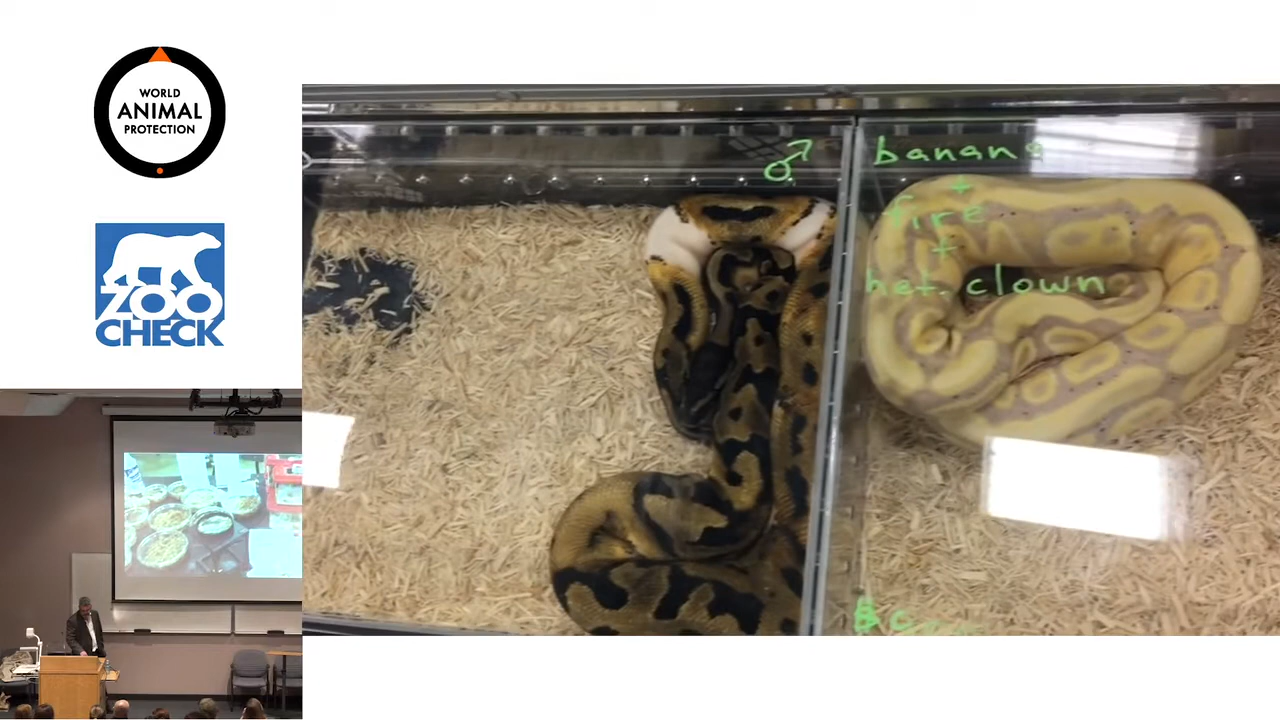 WORLD
ANIMAL
PROTECTION
ZOO
CHECK
♂
banana
+
fire
+
het. clown